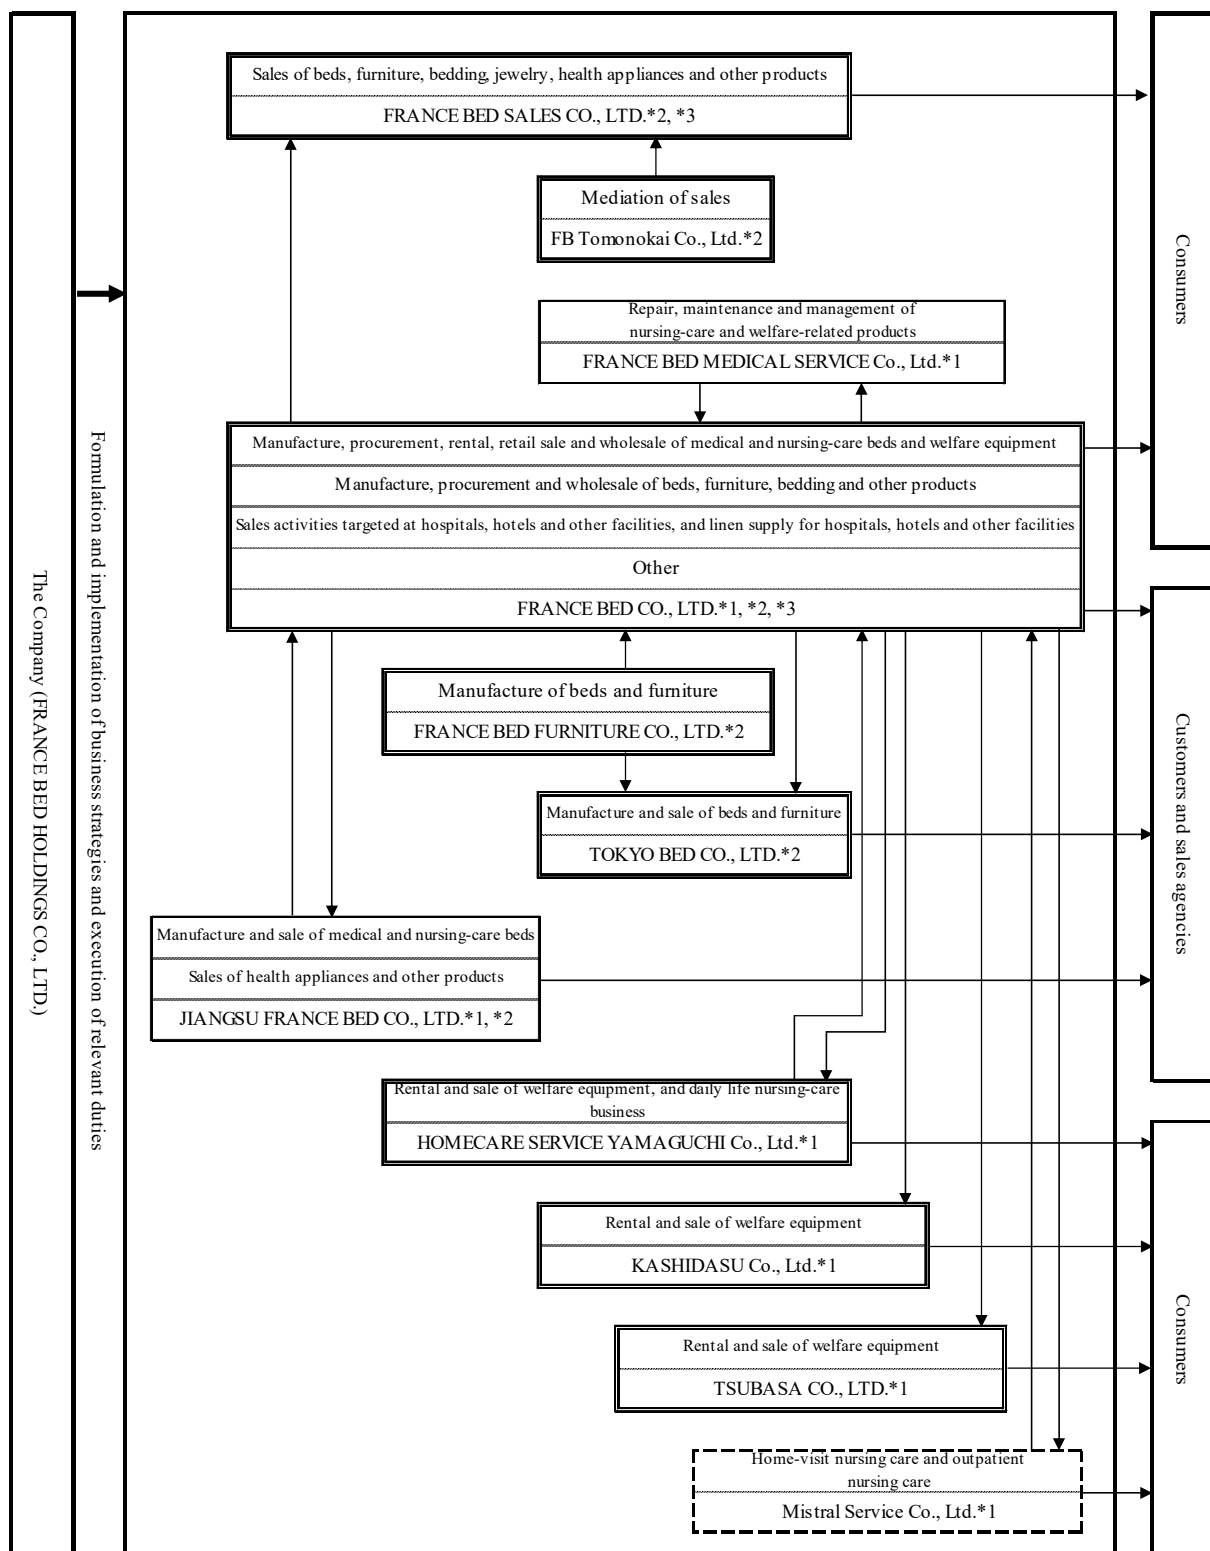 The Company (FRANCE BED HOLDINGS CO., LTD.)
Formulation and implementation of business strategies and execution of relevant duties
Sales of beds, furniture, bedding, jewelry, health appliances and other products
FRANCE BED SALES CO., LTD.*2, *3
Mediation of sales
FB Tomonokai Co., Ltd.*2
Repair, maintenance and management of
nursing-care and welfare-related products
FRANCE BED MEDICAL SERVICE Co., Ltd.*1
Manufacture, procurement, rental, retail sale and wholesale of medical and nursing-care beds and welfare equipment
Manufacture, procurement and wholesale of beds, furniture, bedding and other products
Sales activities targeted at hospitals, hotels and other facilities, and linen supply for hospitals, hotels and other facilities
Other
FRANCE BED CO., LTD.*1, *2, *3
Manufacture of beds and furniture
FRANCE BED FURNITURE CO., LTD.*2
Manufacture and sale of beds and furniture
TOKYO BED CO., LTD.*2
Manufacture and sale of medical and nursing-care beds
Sales of health appliances and other products
JIANGSU FRANCE BED CO., LTD.*1, *2
Rental and sale of welfare equipment, and daily life nursing-care
business
HOMECARE SERVICE YAMAGUCHI Co., Ltd.*1
Rental and sale of welfare equipment
KASHIDASU Co., Ltd.*1
Rental and sale of welfare equipment
TSUBASA CO., LTD.*1
Home-visit nursing care and outpatient
nursing care
Mistral Service Co., Ltd.*1
Consumers
Customers and sales agencies
Consumers